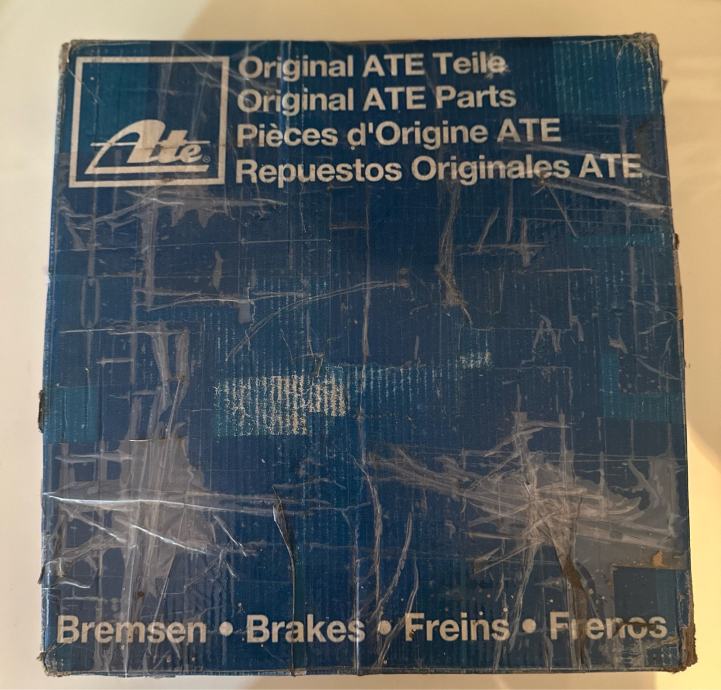 Original ATE Teile
Original ATE Parts
Pièces d'Origine ATE
Ate®
Repuestos Originales ATE
Bremsen • Brakes • Freins • Frenos